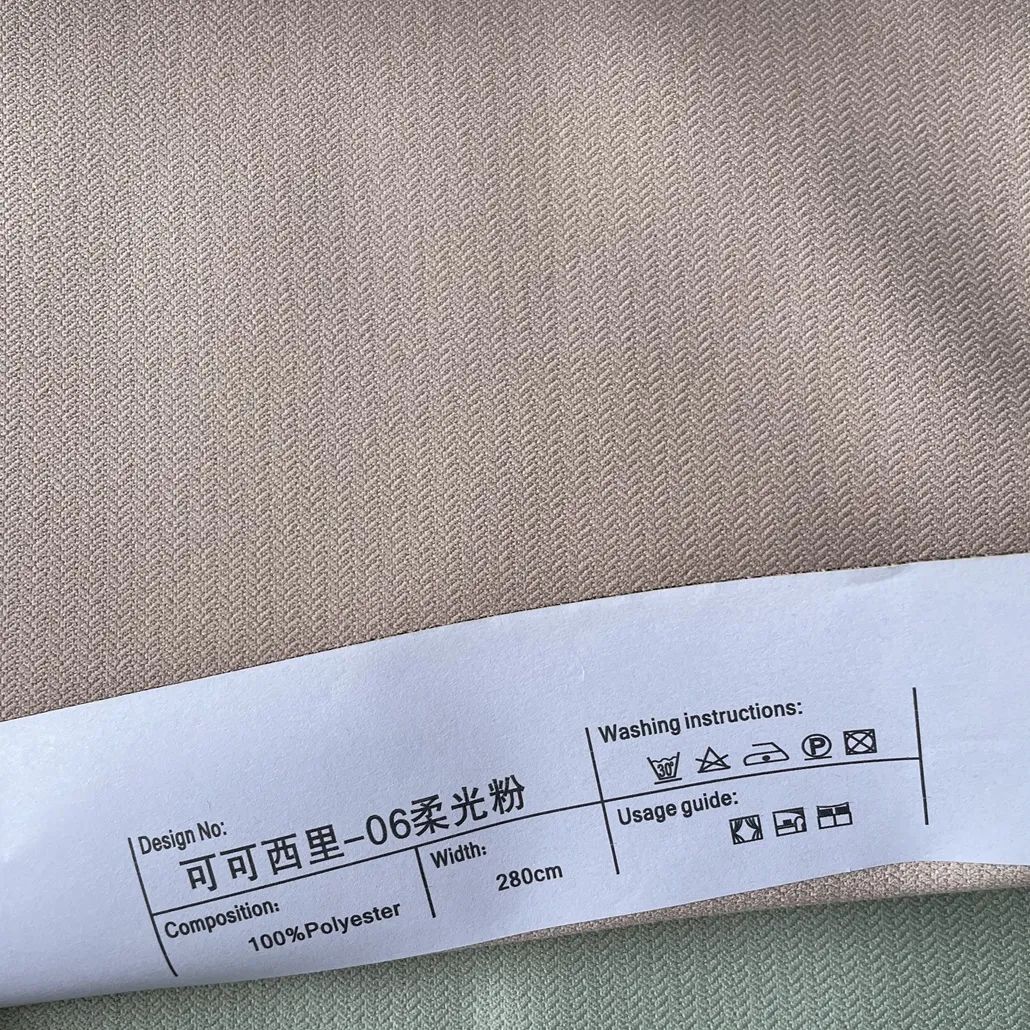 Design No:
可可西里-06柔光粉
Composition:
100%Polyester
Width:
280cm
Washing instructions:
30°
P
Usage guide: